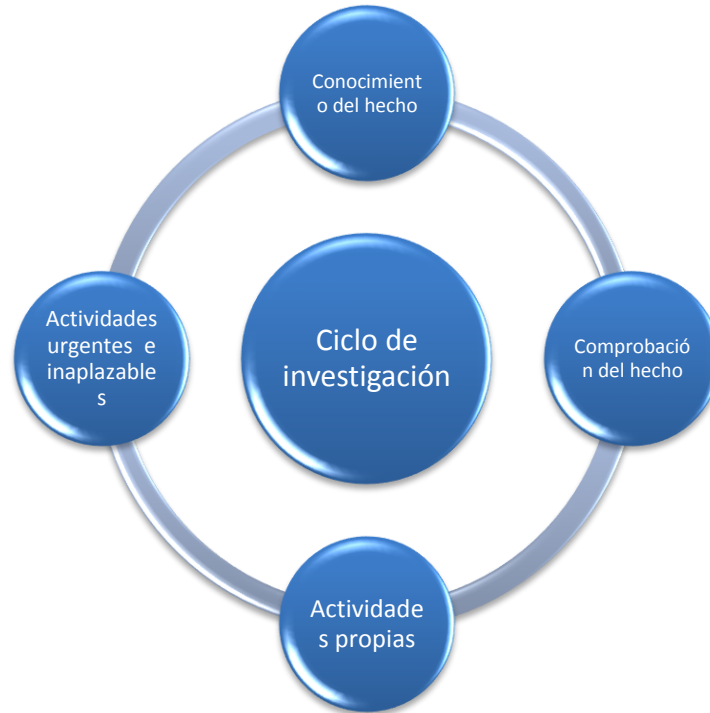 Conocimient
o del hecho
Actividades
urgentes e
inaplazable
s
Ciclo de
investigación
Comprobació
n del hecho
Actividade
s propias